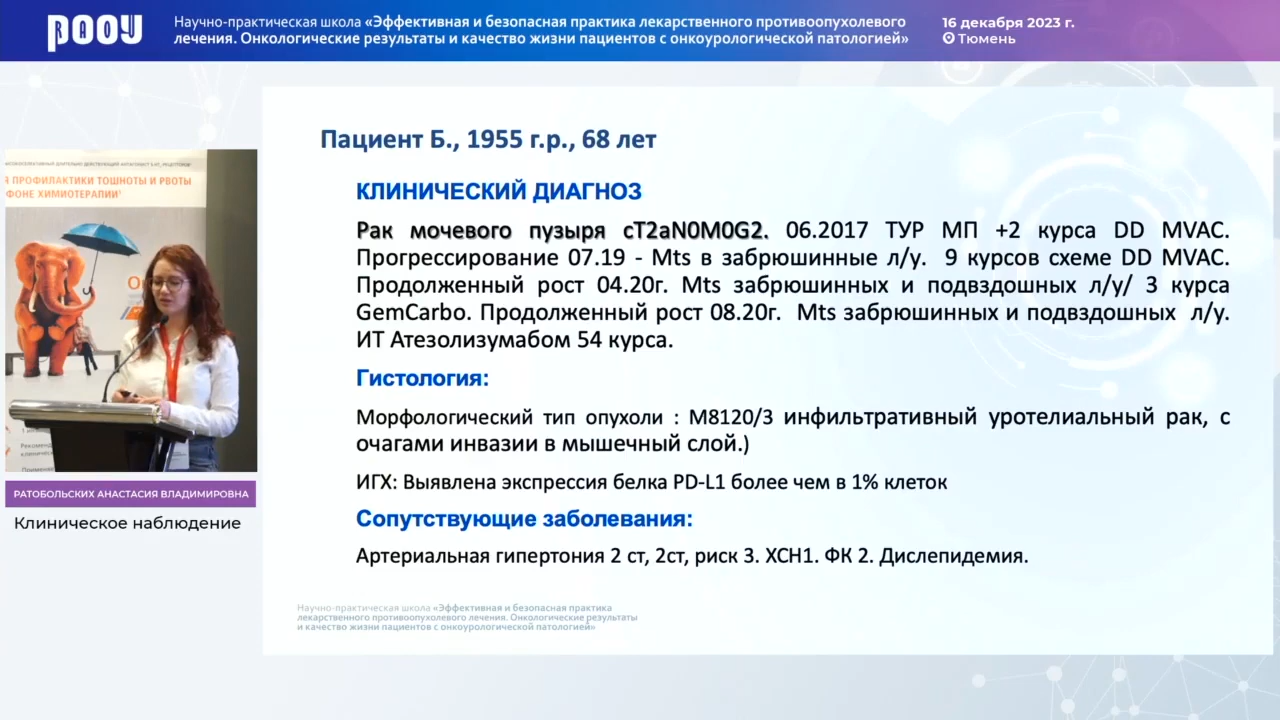 РООУ
RAOU
Научно-практическая школа «Эффективная и безопасная практика лекарственного противоопухолевого
лечения. Онкологические результаты и качество жизни пациентов с онкоурологической патологией»
16 декабря 2023 г.
Тюмень
Я ПРОФИЛАКТИКИ ТОШНОТЫ И РВОТЫ
ФОНЕ ХИМИОТЕРАПИИ
РАТОБОЛЬСКИХ АНАСТАСИЯ ВЛАДИМИРОВНА
Клиническое наблюдение
Пациент Б., 1955 г.р., 68 лет
КЛИНИЧЕСКИЙ ДИАГНОЗ
Рак мочевого пузыря cT2aN0M0G2. 06.2017 ТУР МП +2 курса DD MVAC.
Прогрессирование 07.19 - Mts в забрюшинные л/у. 9 курсов схеме DD MVAC.
Продолженный рост 04.20г. Mts забрюшинных и подвздошных л/у/ 3 курса
GemCarbo. Продолженный рост 08.20г. Mts забрюшинных и подвздошных л/у.
ИТ Атезолизумабом 54 курса.
Гистология:
Морфологический тип опухоли : М8120/3 инфильтративный уротелиальный рак, с
очагами инвазии в мышечный слой.)
ИГХ: Выявлена экспрессия белка PD-L1 более чем в 1% клеток
Сопутствующие заболевания:
Артериальная гипертония 2 ст, 2ст, риск 3. ХСН1. ФК 2. Дислепидемия.
Научно-практическая школа «Эффективная и безопасная практика
лекарственного противоопухолевого лечения. Онкологические результаты
и качество жизни пациентов с онкоурологической патологией»